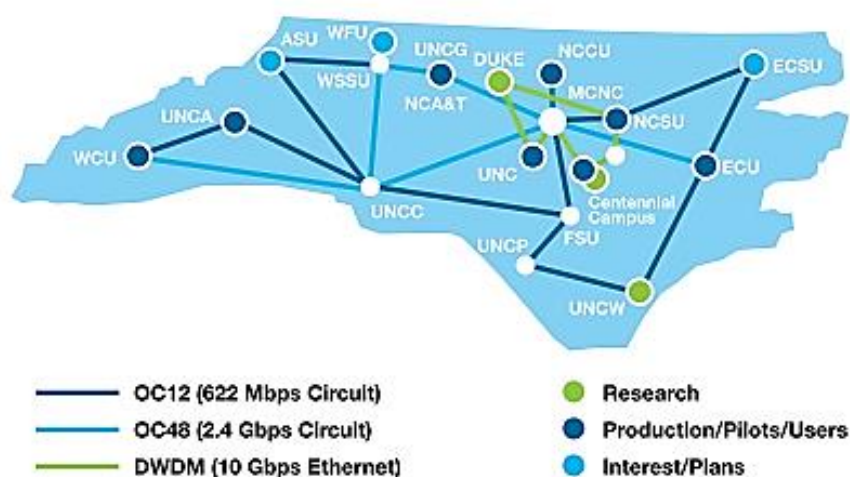 WFU
ASU
UNCG
DUKE
NCCU
WSSU
MCNC
ECSU
NCA&T
UNCA
NCSU
WCU
UNC
ECU
UNCC
Centennial
Campus
FSU
UNCP
UNCW
OC12 (622 Mbps Circuit)
Research
OC48 (2.4 Gbps Circuit)
Production/Pilots/Users
DWDM (10 Gbps Ethernet)
Interest/Plans